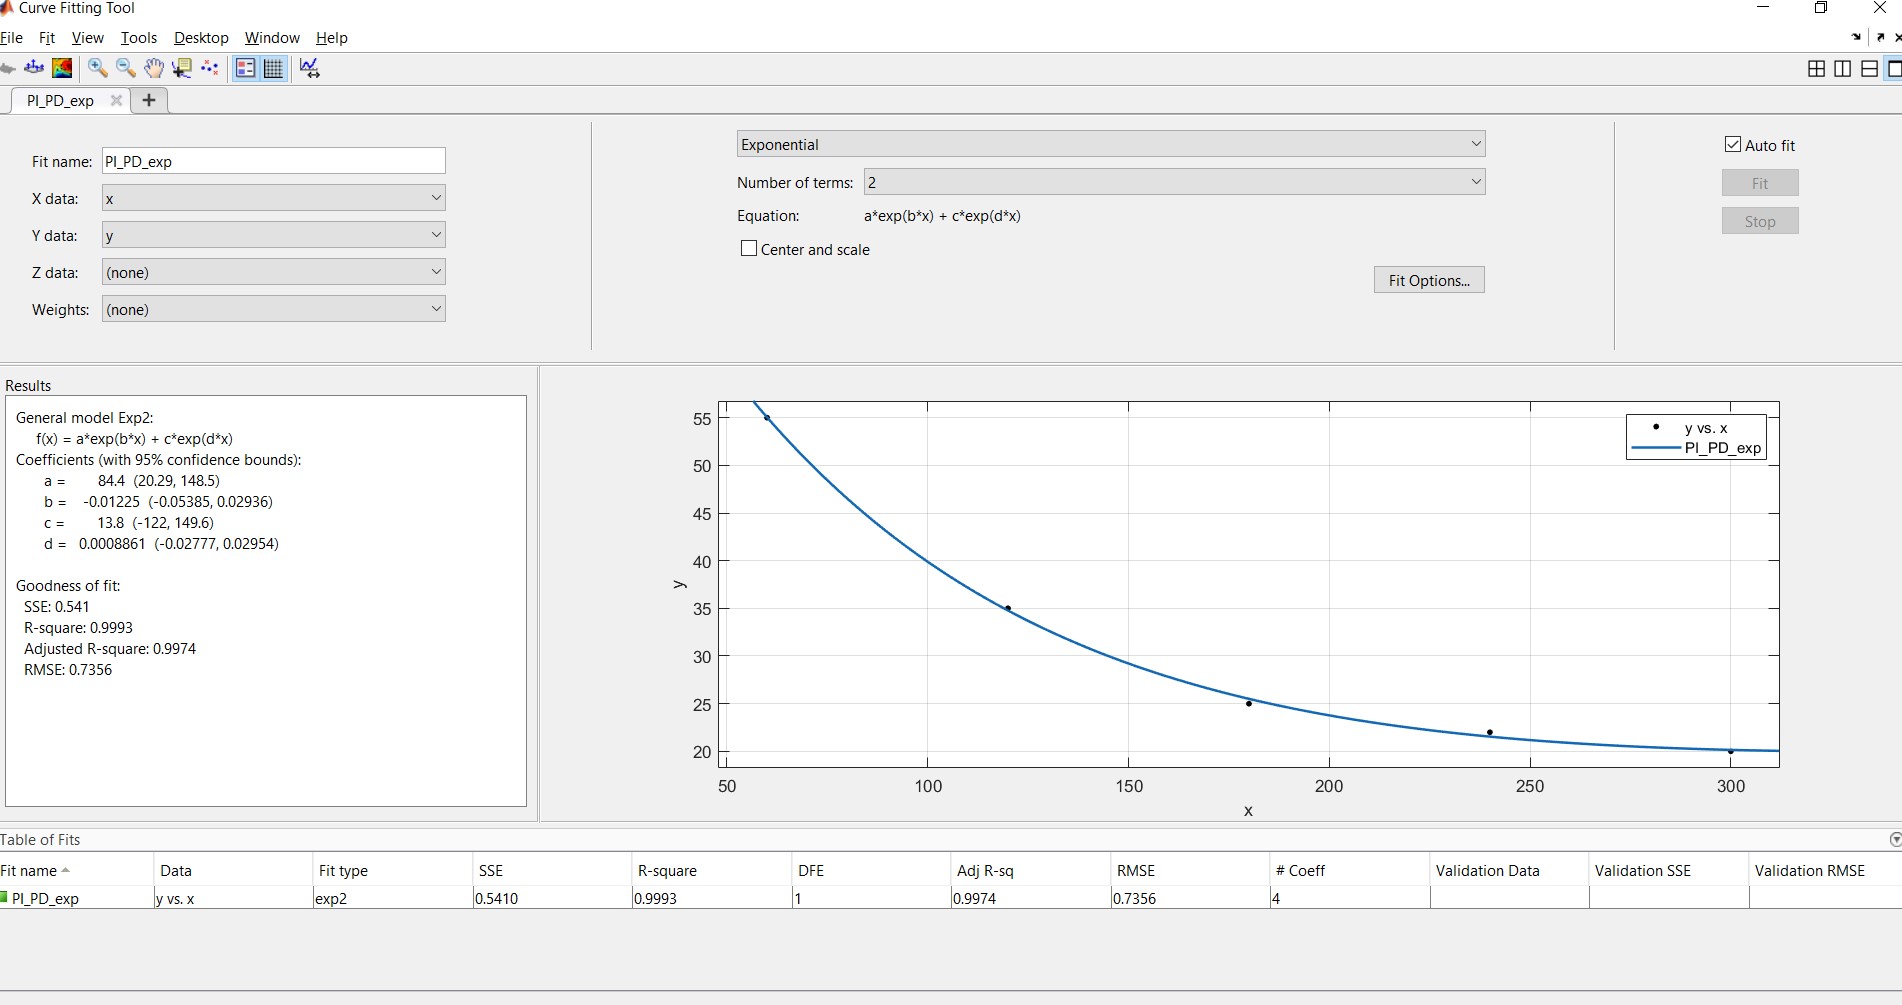 Curve Fitting Tool
File Fit View Tools Desktop Window Help
PI_PD_exp
Fit name: PI_PD_exp
X data: x
Y data: y
Z data: (none)
Weights: (none)
Exponential
Number of terms: 2
Equation: a*exp(b*x) + c*exp(d*x)
Center and scale
Fit Options...
Auto fit
Fit
Stop
Results
General model Exp2:
f(x) = a*exp(b*x) + c*exp(d*x)
Coefficients (with 95% confidence bounds):
a = 84.4 (20.29, 148.5)
b = -0.01225 (-0.05385, 0.02936)
c = 13.8 (-122, 149.6)
d = 0.0008861 (-0.02777, 0.02954)
Goodness of fit:
SSE: 0.541
R-square: 0.9993
Adjusted R-square: 0.9974
RMSE: 0.7356
55
50
45
40
35
30
25
20
y
50 100 150 200 250 300
x
y vs. x
PI_PD_exp
Table of Fits
Fit name Data Fit type SSE R-square DFE Adj R-sq RMSE # Coeff Validation Data Validation SSE Validation RMSE
PI_PD_exp y vs. x exp2 0.5410 0.9993 1 0.9974 0.7356 4